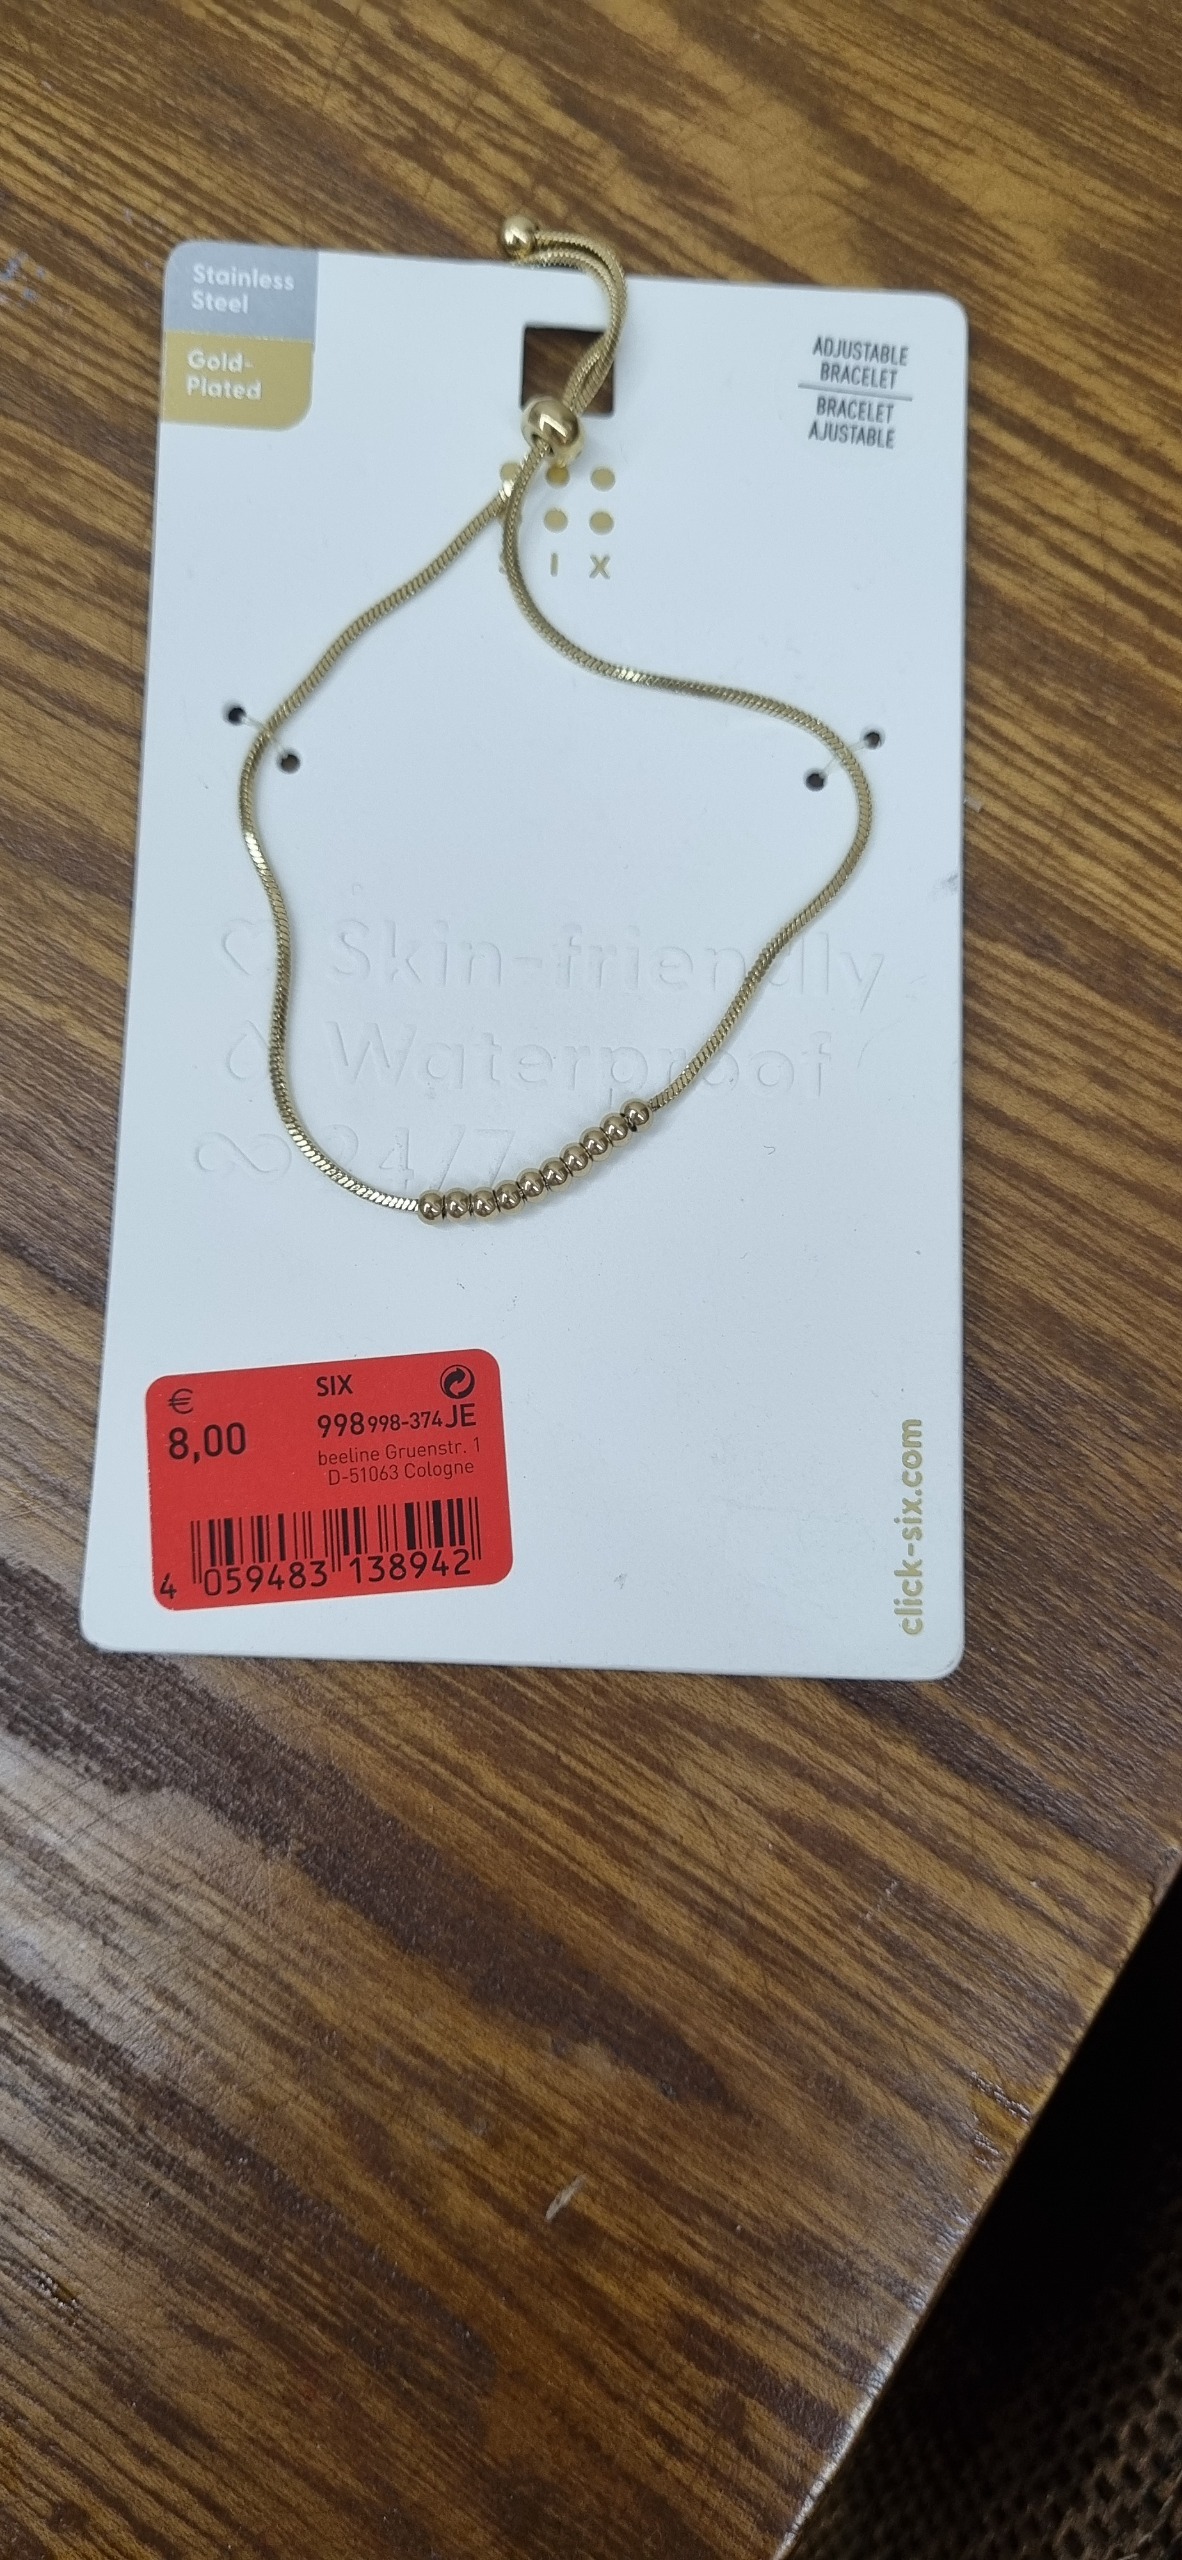 Stainless
Steel
Gold-
Plated
ADJUSTABLE
BRACELET
BRACELET
AJUSTABLE
I X
Skin-friendly
Waterproof
24/7
€
8,00
SIX
998998-374JE
beeline Gruenstr. 1
D-51063 Cologne
4 059483 138942
click-six.com